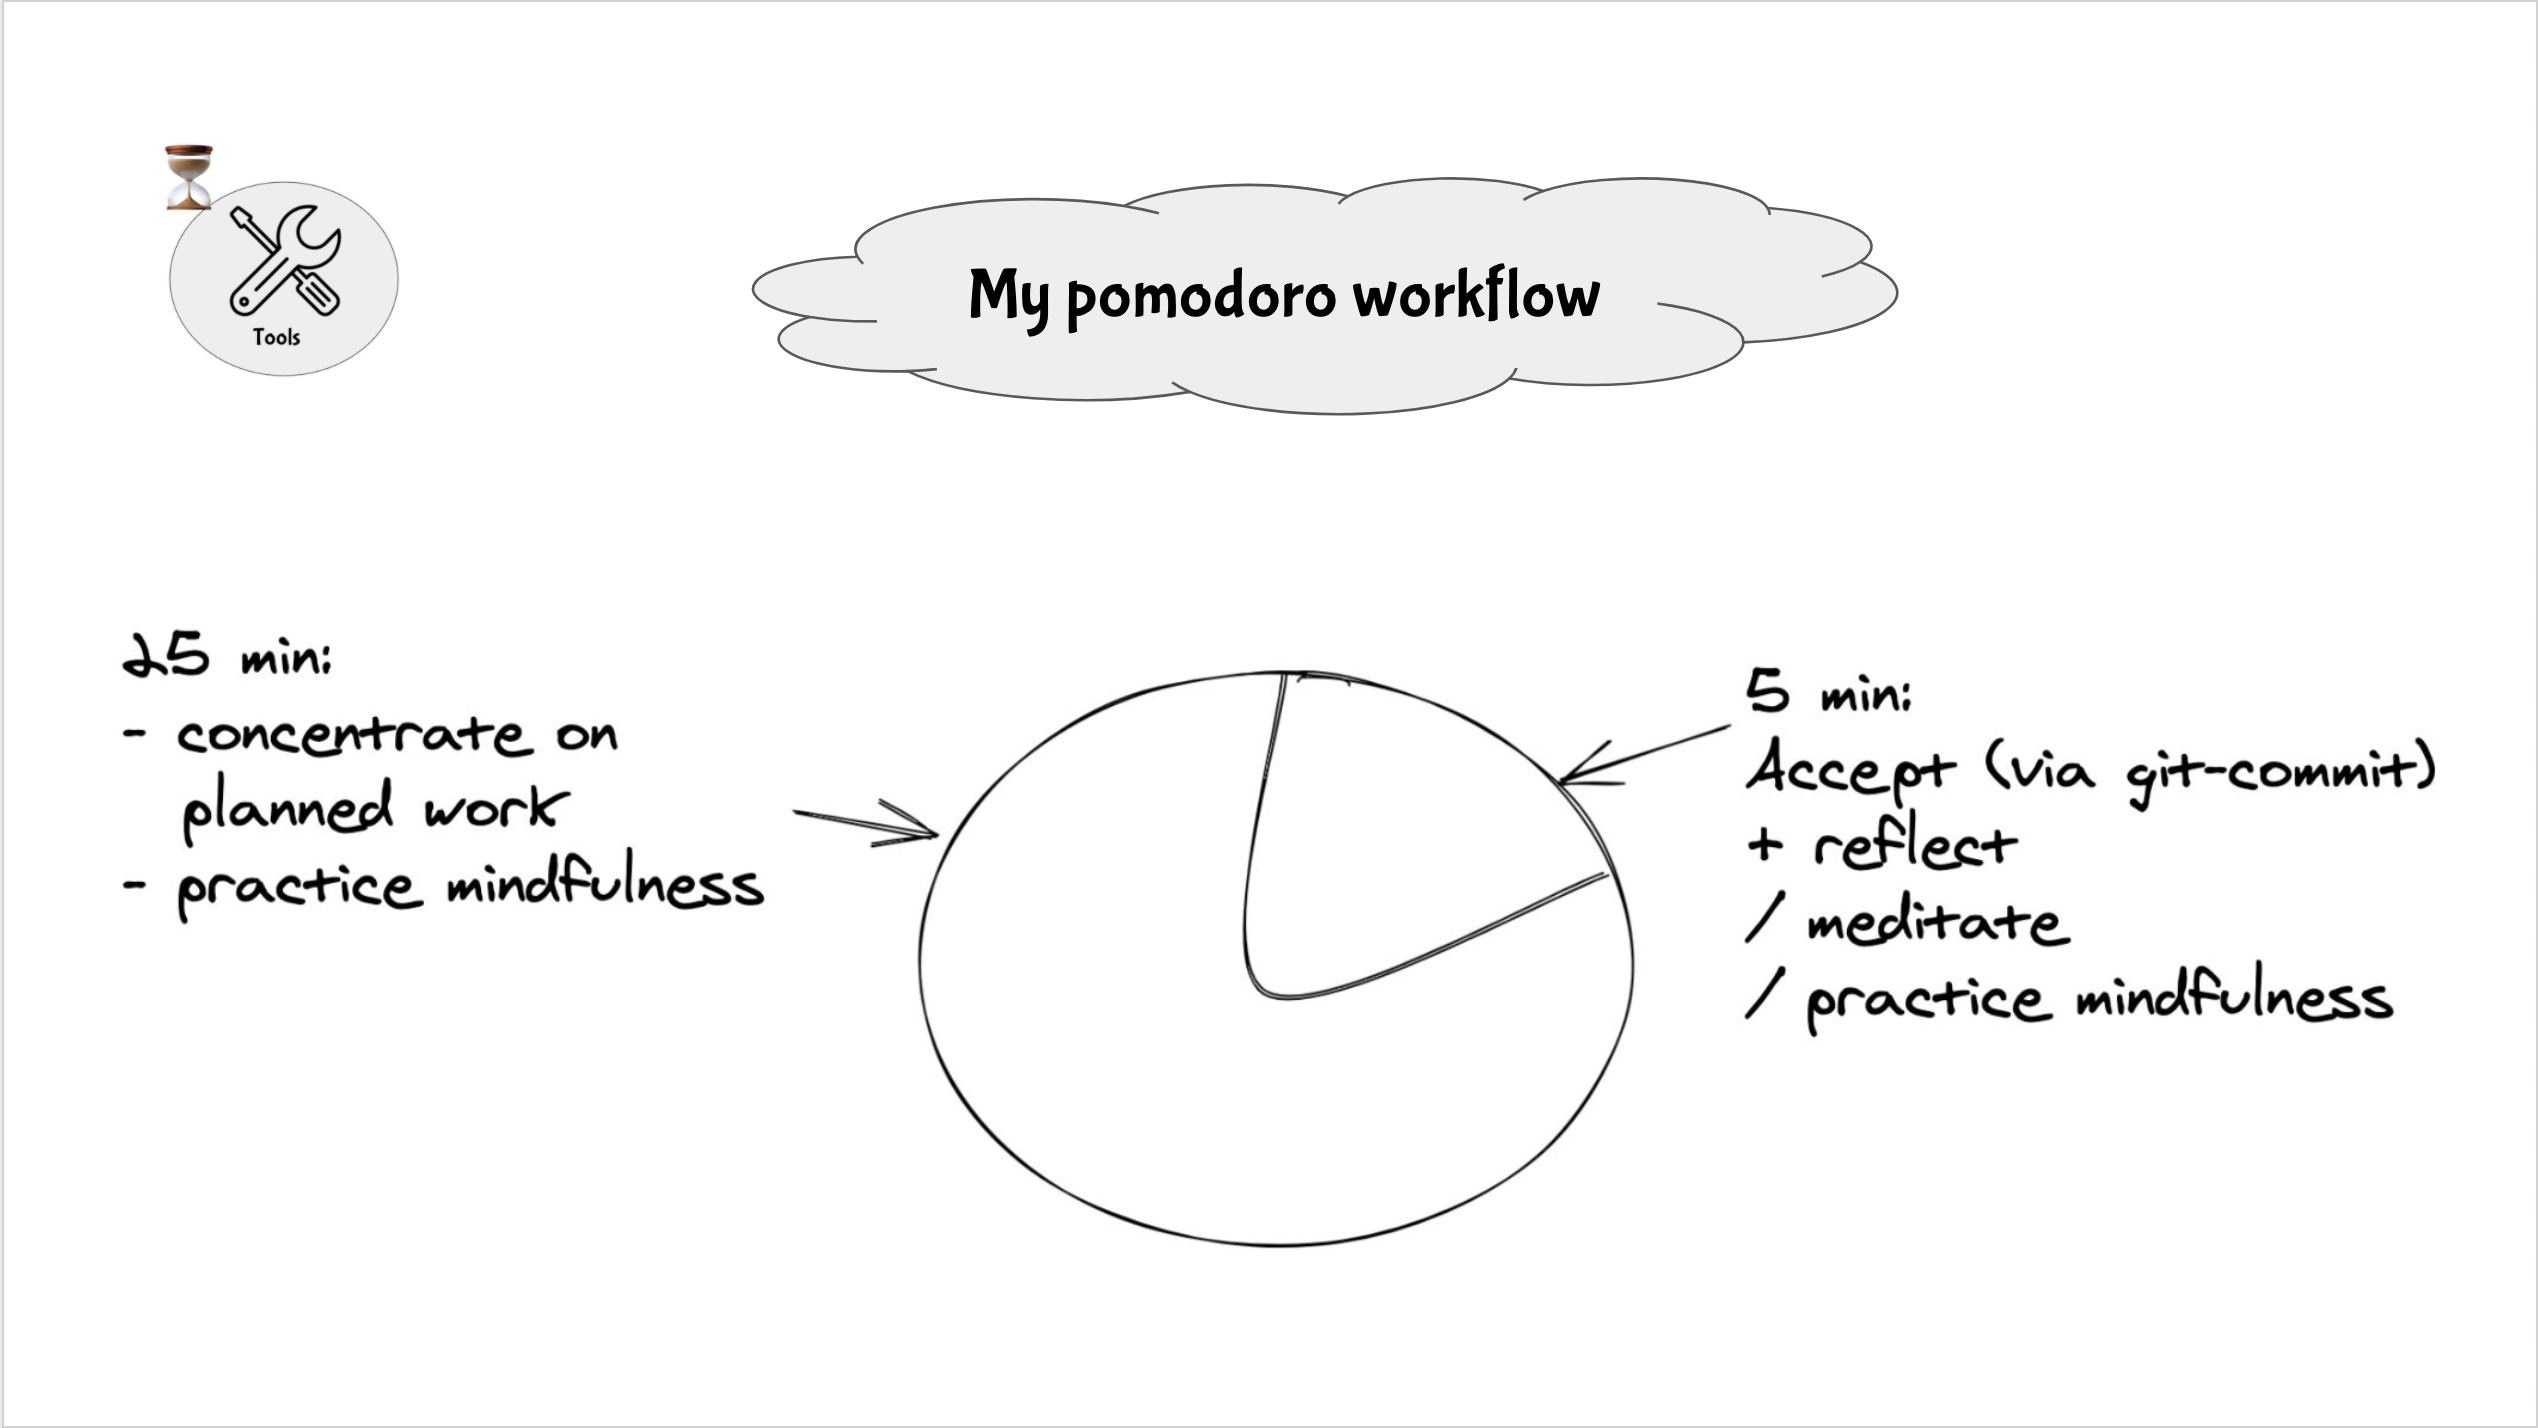 Tools
My pomodoro workflow
25 min:
- concentrate on
planned work
- practice mindfulness
5 min:
Accept (via git-commit)
+ reflect
/ meditate
/ practice mindfulness